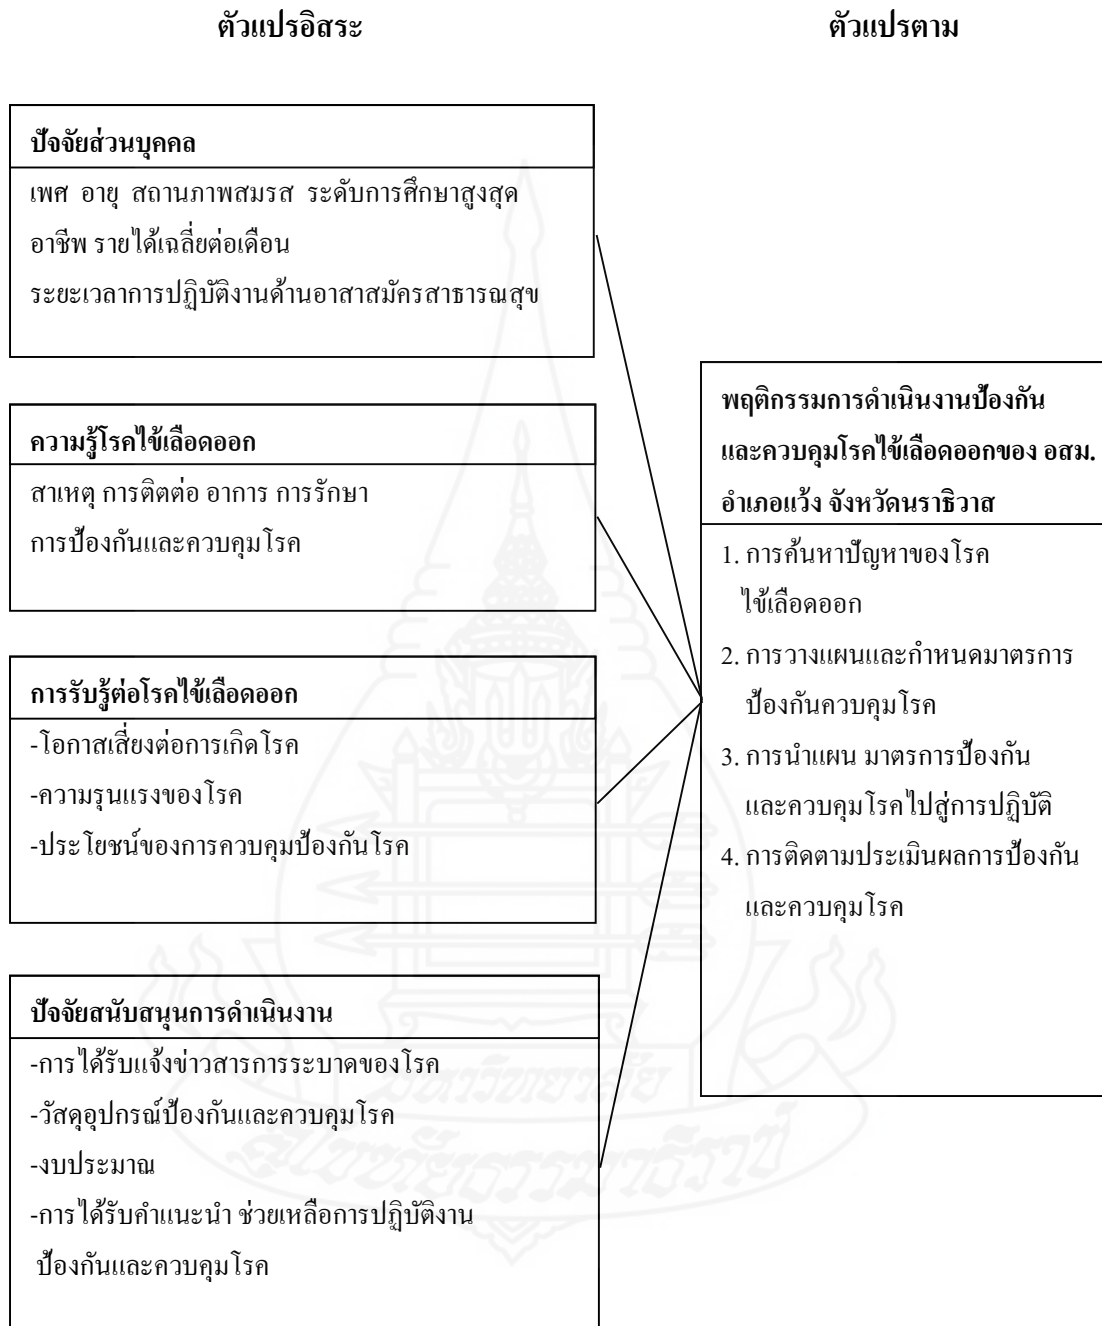 ตัวแปรอิสระ
ตัวแปรตาม
ปัจจัยส่วนบุคคล
เพศ อายุ สถานภาพสมรส ระดับการศึกษาสูงสุด
อาชีพ รายได้เฉลี่ยต่อเดือน
ระยะเวลาการปฏิบัติงานด้านอาสาสมัครสาธารณสุข
ความรู้โรคไข้เลือดออก
สาเหตุ การติตต่อ อาการ การรักษา
การป้องกันและควบคุมโรค
การรับรู้ต่อโรคไข้เลือดออก
-โอกาสเสี่ยงต่อการเกิดโรค
-ความรุนแรงของโรค
-ประโยชน์ของการควบคุมป้องกันโรค
ปัจจัยสนับสนุนการดำเนินงาน
-การได้รับแจ้งข่าวสารการระบาดของโรค
-วัสดุอุปกรณ์ป้องกันและควบคุมโรค
-งบประมาณ
-การได้รับคำแนะนำ ช่วยเหลือการปฏิบัติงาน
ป้องกันและควบคุมโรค
พฤติกรรมการดำเนินงานป้องกัน
และควบคุมโรคไข้เลือดออกของ อสม.
อำเภอแว้ง จังหวัดนราธิวาส
1. การค้นหาปัญหาของโรค
ไข้เลือดออก
2. การวางแผนและกำหนดมาตรการ
ป้องกันควบคุมโรค
3. การนำแผน มาตรการป้องกัน
และควบคุมโรคไปสู่การปฏิบัติ
4. การติดตามประเมินผลการป้องกัน
และควบคุมโรค
มหาวิทยาลัย
สุโขทัยธรรมาธิราช